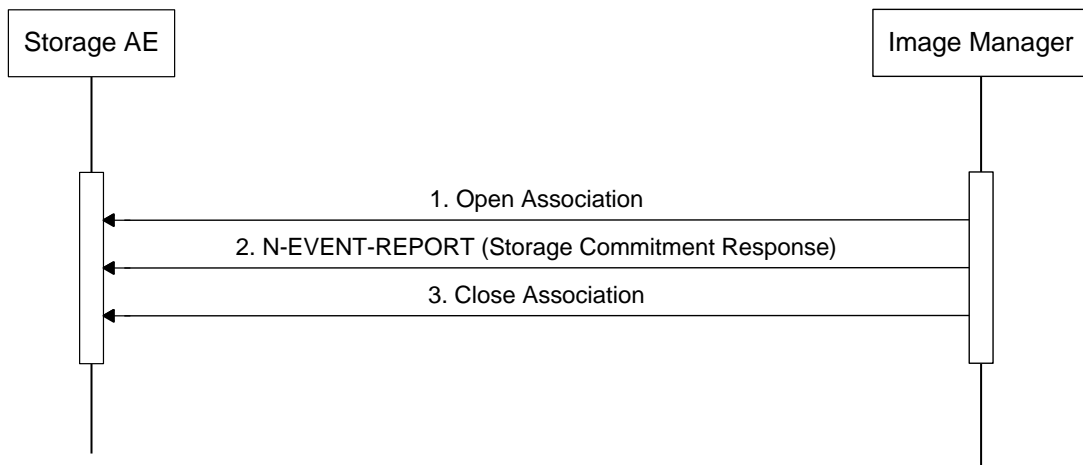 Storage AE
Image Manager
1. Open Association
2. N-EVENT-REPORT (Storage Commitment Response)
3. Close Association